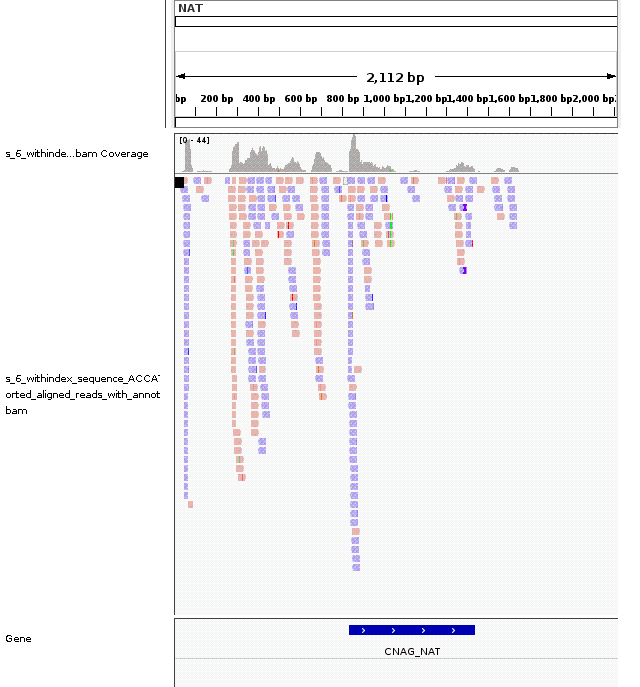 NAT
2,112 bp
bp 200 bp 400 bp 600 bp 800 bp 1,000 bp 1,200 bp 1,400 bp 1,600 bp 1,800 bp 2,000 bp
[0 - 44]
s_6_withinde...bam Coverage
s_6_withindex_sequence_ACCA
orted_aligned_reads_with_annot
bam
Gene
CNAG_NAT